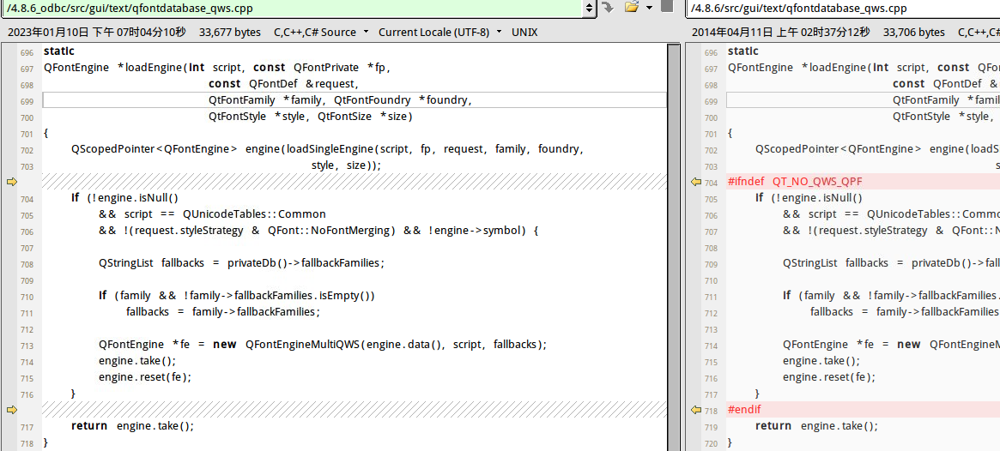 /4.8.6_odbc/src/gui/text/qfontdatabase_qws.cpp
2023年01月10日 下午 07时04分10秒 33,677 bytes C,C++,C# Source Current Locale (UTF-8) UNIX
696 static
697 QFontEngine *loadEngine(int script, const QFontPrivate *fp,
698 const QFontDef &request,
699 QtFontFamily *family, QtFontFoundry *foundry,
700 QtFontStyle *style, QtFontSize *size)
701 {
702 QScopedPointer<QFontEngine> engine(loadSingleEngine(script, fp, request, family, foundry,
703 style, size));
704 if (!engine.isNull()
705 && script == QUnicodeTables::Common
706 && !(request.styleStrategy & QFont::NoFontMerging) && !engine->symbol) {
707
708 QStringList fallbacks = privateDb()->fallbackFamilies;
709
710 if (family && !family->fallbackFamilies.isEmpty())
711 fallbacks = family->fallbackFamilies;
712
713 QFontEngine *fe = new QFontEngineMultiQWS(engine.data(), script, fallbacks);
714 engine.take();
715 engine.reset(fe);
716 }
717 return engine.take();
718 }
/4.8.6/src/gui/text/qfontdatabase_qws.cpp
2014年04月11日 上午 02时37分12秒 33,706 bytes C,C++,C#
696 static
697 QFontEngine *loadEngine(int script, const QFo
698 const QFontDef &
699 QtFontFamily *famil
700 QtFontStyle *style,
701 {
702 QScopedPointer<QFontEngine> engine(loadS
703 s
704 #ifndef QT_NO_QWS_QPF
705 if (!engine.isNull()
706 && script == QUnicodeTables::Commo
707 && !(request.styleStrategy & QFont::N
708
709 QStringList fallbacks = privateDb()->fall
710
711 if (family && !family->fallbackFamilies.
712 fallbacks = family->fallbackFamilies
713
714 QFontEngine *fe = new QFontEngineM
715 engine.take();
716 engine.reset(fe);
717 }
718 #endif
719 return engine.take();
720 }